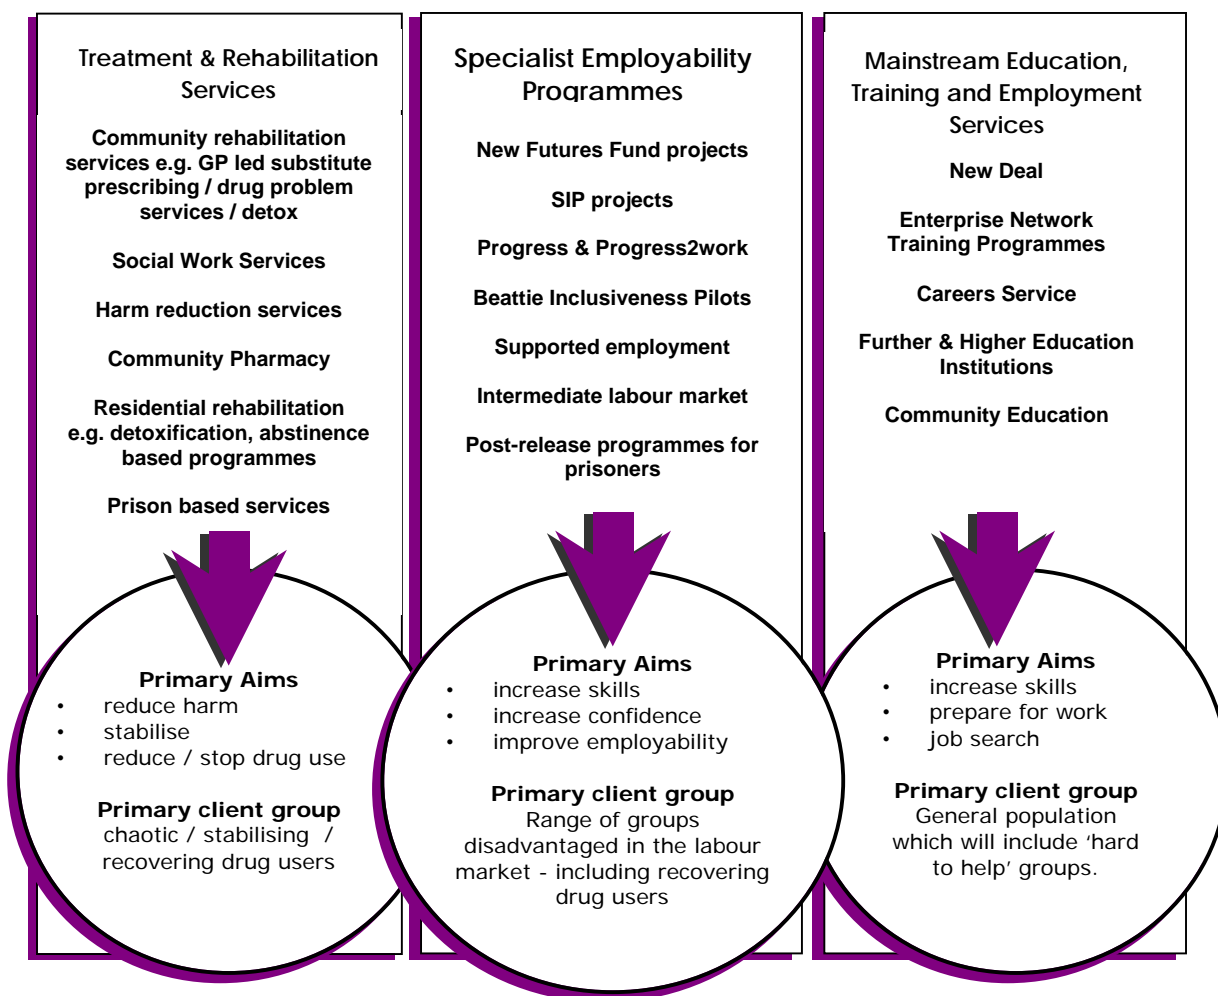 Treatment & Rehabilitation
Services
Community rehabilitation
services e.g. GP led substitute
prescribing / drug problem
services / detox
Social Work Services
Harm reduction services
Community Pharmacy
Residential rehabilitation
e.g. detoxification, abstinence
based programmes
Prison based services
Primary Aims
• reduce harm
• stabilise
• reduce / stop drug use
Primary client group
chaotic / stabilising /
recovering drug users
Specialist Employability
Programmes
New Futures Fund projects
SIP projects
Progress & Progress2work
Beattie Inclusiveness Pilots
Supported employment
Intermediate labour market
Post-release programmes for
prisoners
Primary Aims
• increase skills
• increase confidence
• improve employability
Primary client group
Range of groups
disadvantaged in the labour
market - including recovering
drug users
Mainstream Education,
Training and Employment
Services
New Deal
Enterprise Network
Training Programmes
Careers Service
Further & Higher Education
Institutions
Community Education
Primary Aims
• increase skills
• prepare for work
• job search
Primary client group
General population
which will include ‘hard
to help’ groups.